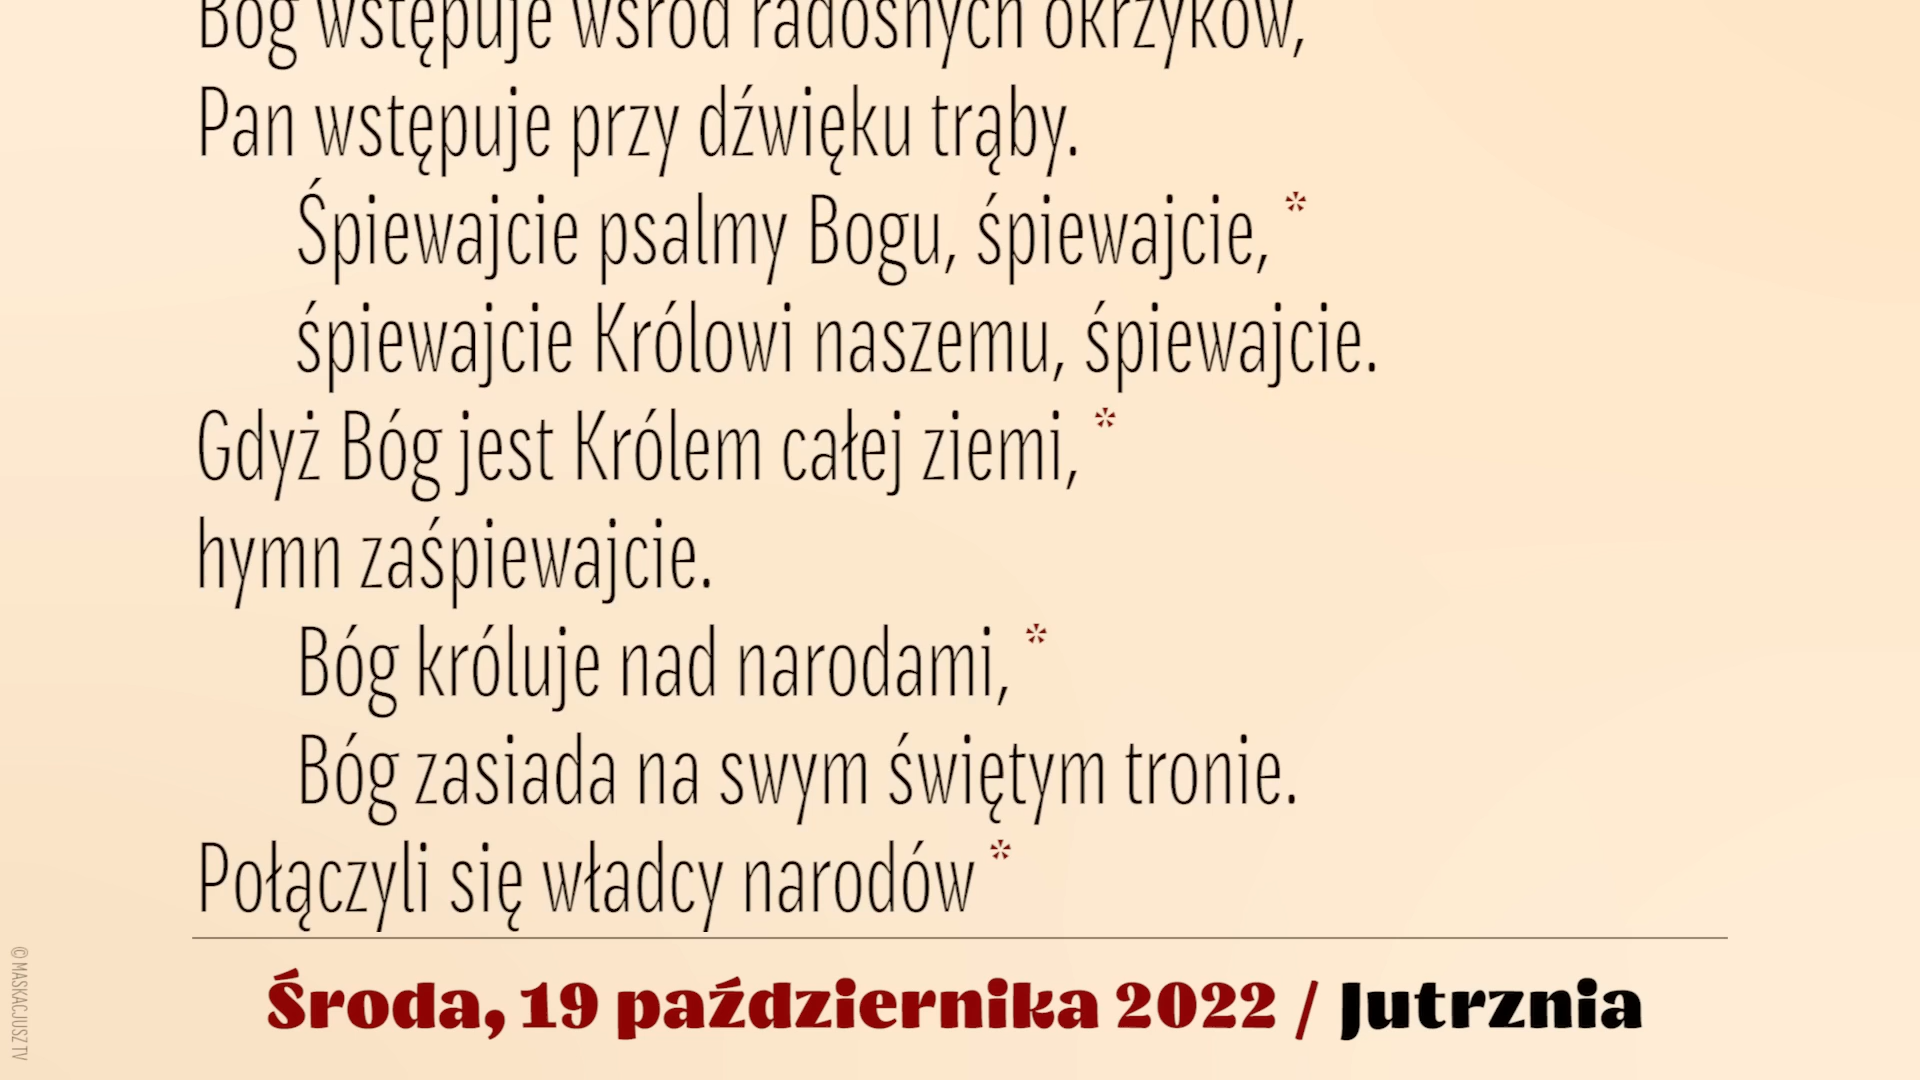 Bóg wstępuje wśród radosnych okrzyków,
Pan wstępuje przy dźwięku trąby.
Śpiewajcie psalmy Bogu, śpiewajcie, *
śpiewajcie Królowi naszemu, śpiewajcie.
Gdyż Bóg jest Królem całej ziemi, *
hymn zaśpiewajcie.
Bóg króluje nad narodami, *
Bóg zasiada na swym świętym tronie.
Połączyli się władcy narodów *
Środa, 19 października 2022 / Jutrznia
© MASKACJUSZ TV